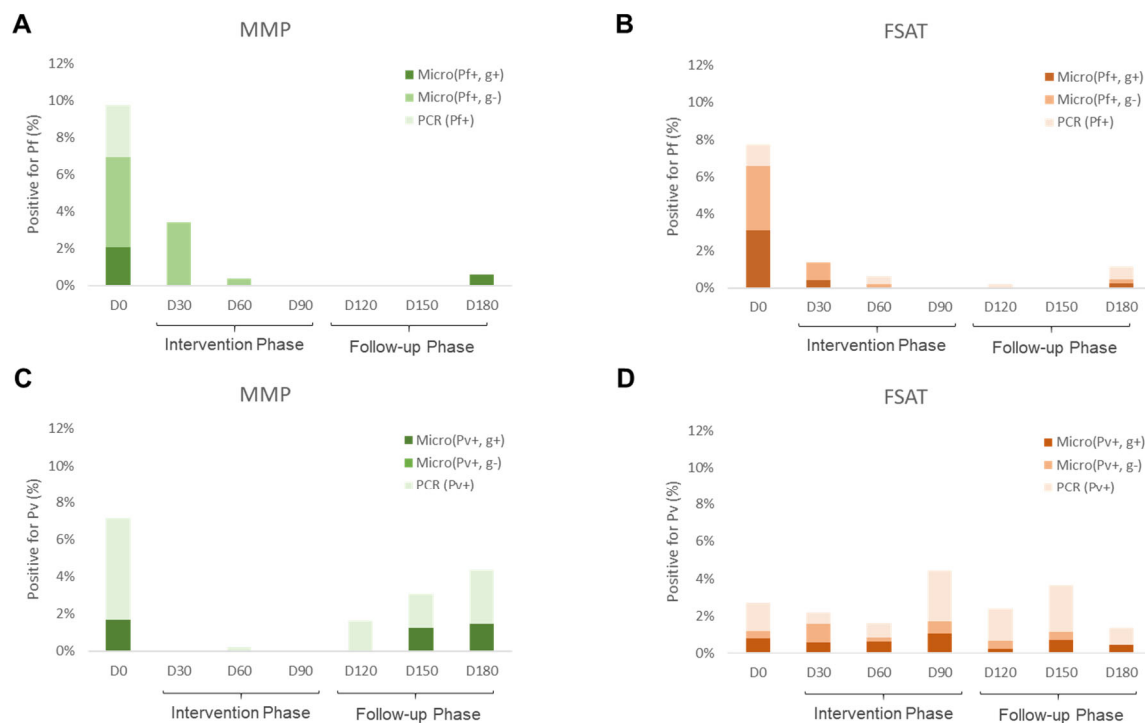 A
MMP
12%
10%
8%
6%
4%
2%
0%
Positive for Pf (%)
Micro(Pf+, g+)
Micro(Pf+, g-)
PCR (Pf+)
D0 D30 D60 D90 D120 D150 D180
Intervention Phase Follow-up Phase
B
FSAT
12%
10%
8%
6%
4%
2%
0%
Positive for Pf (%)
Micro(Pf+, g+)
Micro(Pf+, g-)
PCR (Pf+)
D0 D30 D60 D90 D120 D150 D180
Intervention Phase Follow-up Phase
C
MMP
12%
10%
8%
6%
4%
2%
0%
Positive for Pv (%)
Micro(Pv+, g+)
Micro(Pv+, g-)
PCR (Pv+)
D0 D30 D60 D90 D120 D150 D180
Intervention Phase Follow-up Phase
D
FSAT
12%
10%
8%
6%
4%
2%
0%
Positive for Pv (%)
Micro(Pv+, g+)
Micro(Pv+, g-)
PCR (Pv+)
D0 D30 D60 D90 D120 D150 D180
Intervention Phase Follow-up Phase